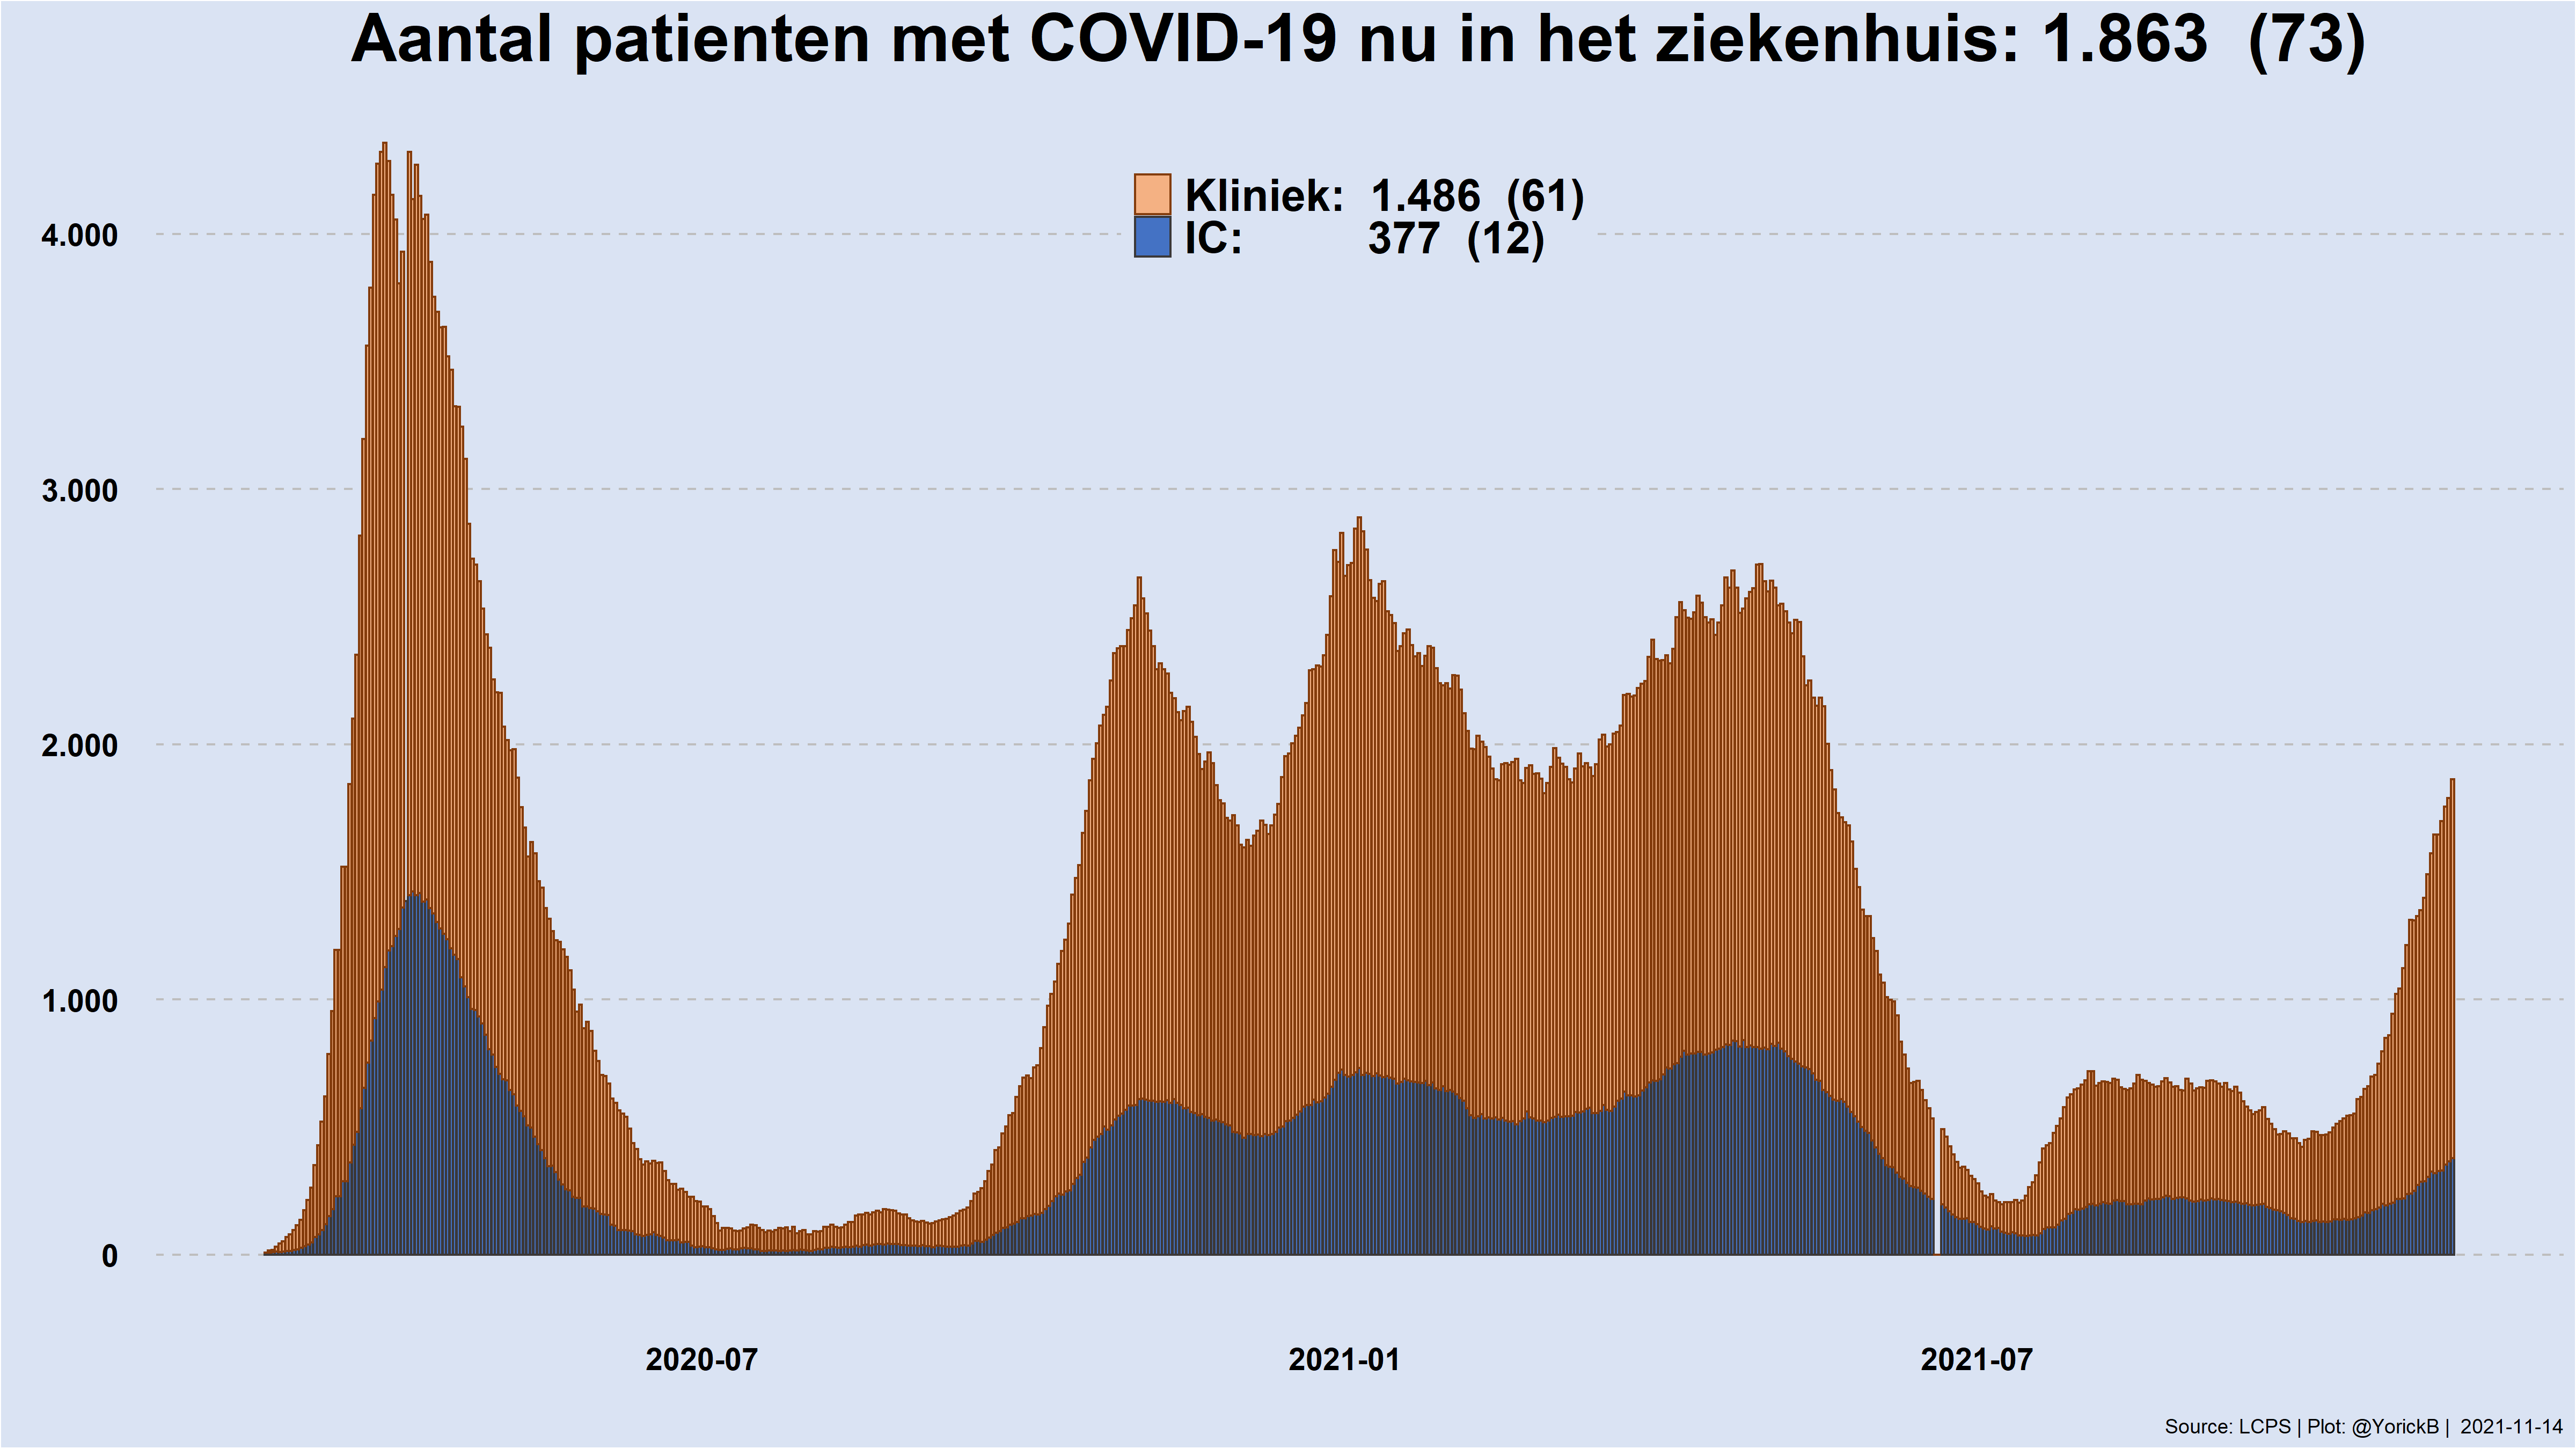 Aantal patienten met COVID-19 nu in het ziekenhuis: 1.863 (73)
Kliniek: 1.486 (61)
IC: 377 (12)
4.000
3.000
2.000
1.000
0
2020-07
2021-01
2021-07
Source: LCPS | Plot: @YorickB | 2021-11-14